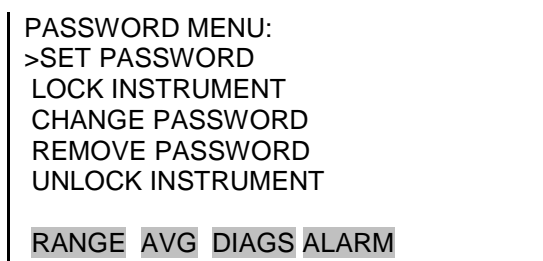 PASSWORD MENU:
>SET PASSWORD
LOCK INSTRUMENT
CHANGE PASSWORD
REMOVE PASSWORD
UNLOCK INSTRUMENT
RANGE AVG DIAGS ALARM